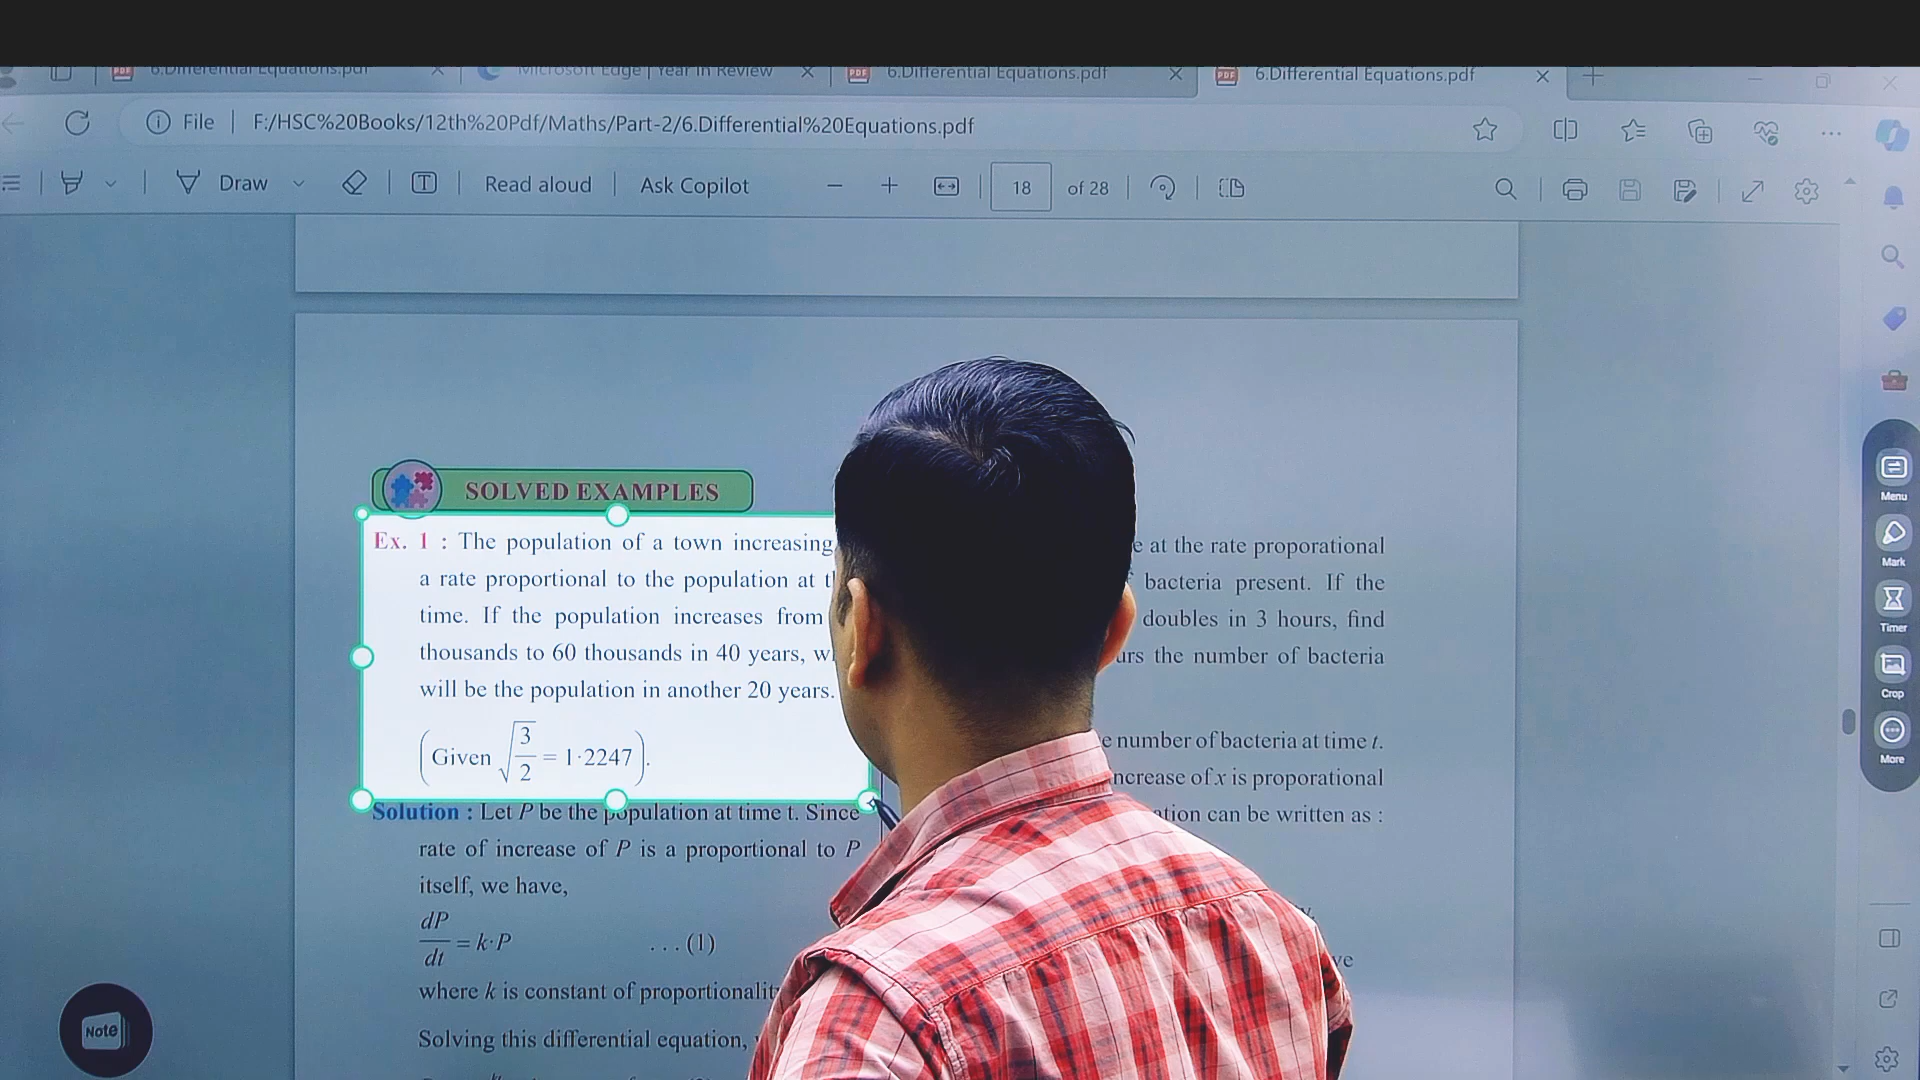 6.Differential Equations.pdf
Microsoft Edge | Year in Review
6.Differential Equations.pdf
6.Differential Equations.pdf
File
F:/HSC%20Books/12th%20Pdf/Maths/Part-2/6.Differential%20Equations.pdf
Draw
Read aloud
Ask Copilot
18
of 28
SOLVED EXAMPLES
Ex. 1 : The population of a town increasing
a rate proportional to the population at
time. If the population increases from
thousands to 60 thousands in 40 years,
will be the population in another 20 years.
(Given √3/2 = 1·2247).
Solution : Let P be the population at time t. Since
rate of increase of P is a proportional to P
itself, we have,
dP/dt = k·P ...(1)
where k is constant of proportionality
Solving this differential equation,
at the rate proporational
bacteria present. If the
doubles in 3 hours, find
the number of bacteria
number of bacteria at time t.
of x is proporational
can be written as :
Menu
Mark
Timer
Crop
More
Note